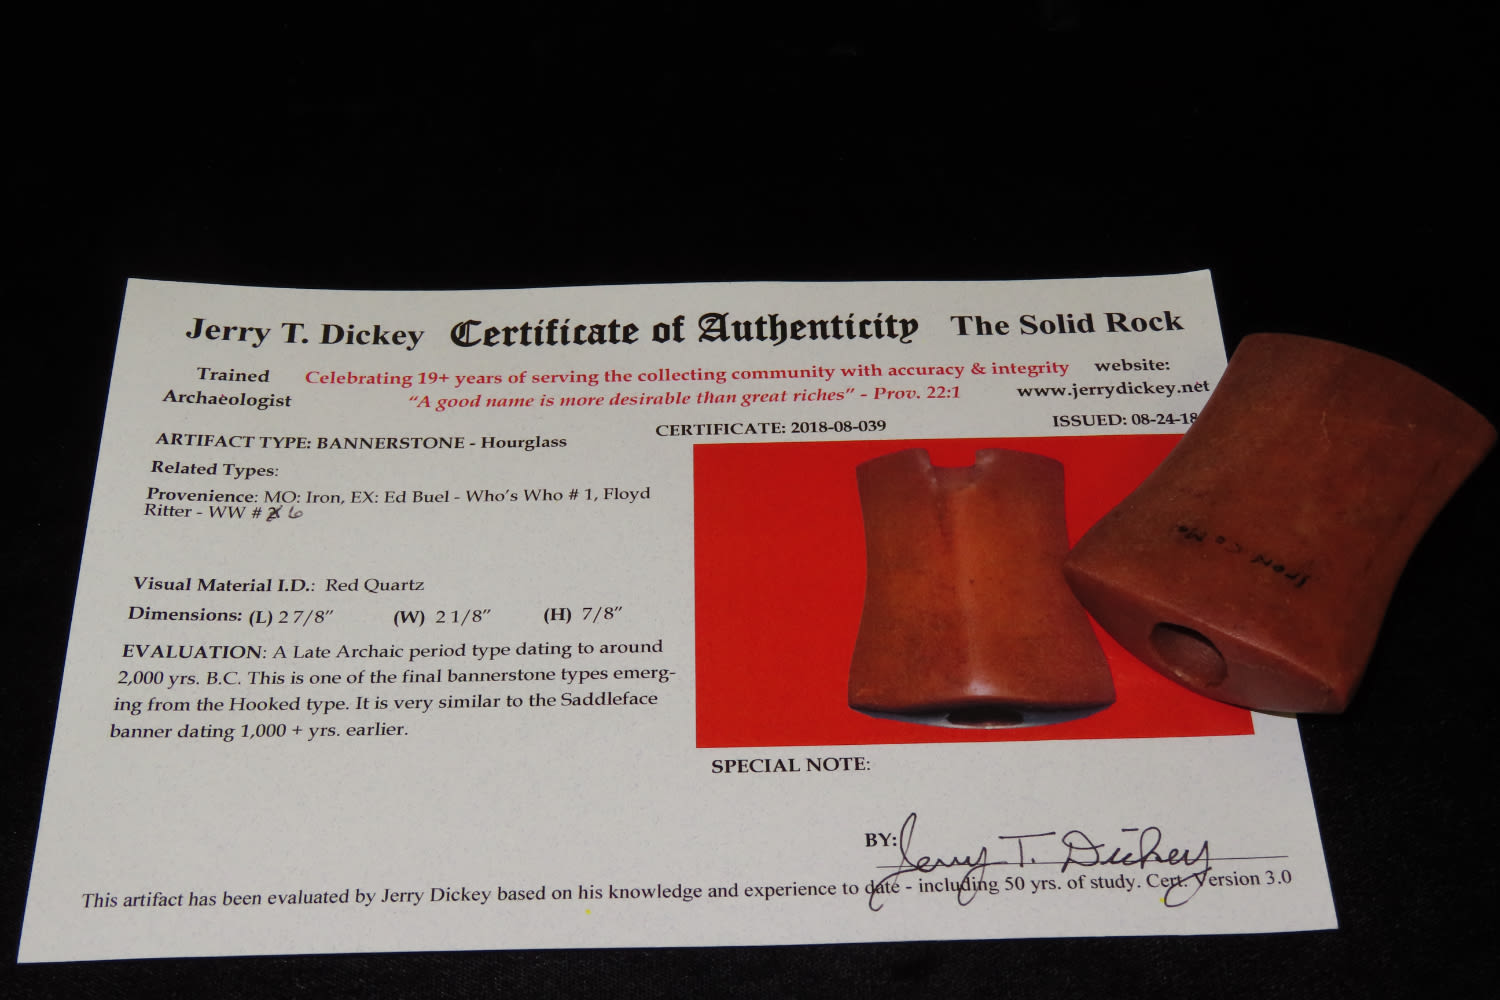 Jerry T. Dickey Certificate of Authenticity The Solid Rock
Trained Archaeologist
Celebrating 19+ years of serving the collecting community with accuracy & integrity
"A good name is more desirable than great riches" - Prov. 22:1
website:
www.jerrydickey.net
CERTIFICATE: 2018-08-039
ISSUED: 08-24-18
ARTIFACT TYPE: BANNERSTONE - Hourglass
Related Types:
Provenience: MO: Iron, EX: Ed Buel - Who's Who # 1, Floyd
Ritter - WW # 6
Visual Material I.D.: Red Quartz
Dimensions: (L) 2 7/8" (W) 2 1/8" (H) 7/8"
EVALUATION: A Late Archaic period type dating to around
2,000 yrs. B.C. This is one of the final bannerstone types emerg-
ing from the Hooked type. It is very similar to the Saddleface
banner dating 1,000 + yrs. earlier.
SPECIAL NOTE:
BY: Jerry T. Dickey
This artifact has been evaluated by Jerry Dickey based on his knowledge and experience to date - including 50 yrs. of study. Cert. Version 3.0
Iron Co Mo.